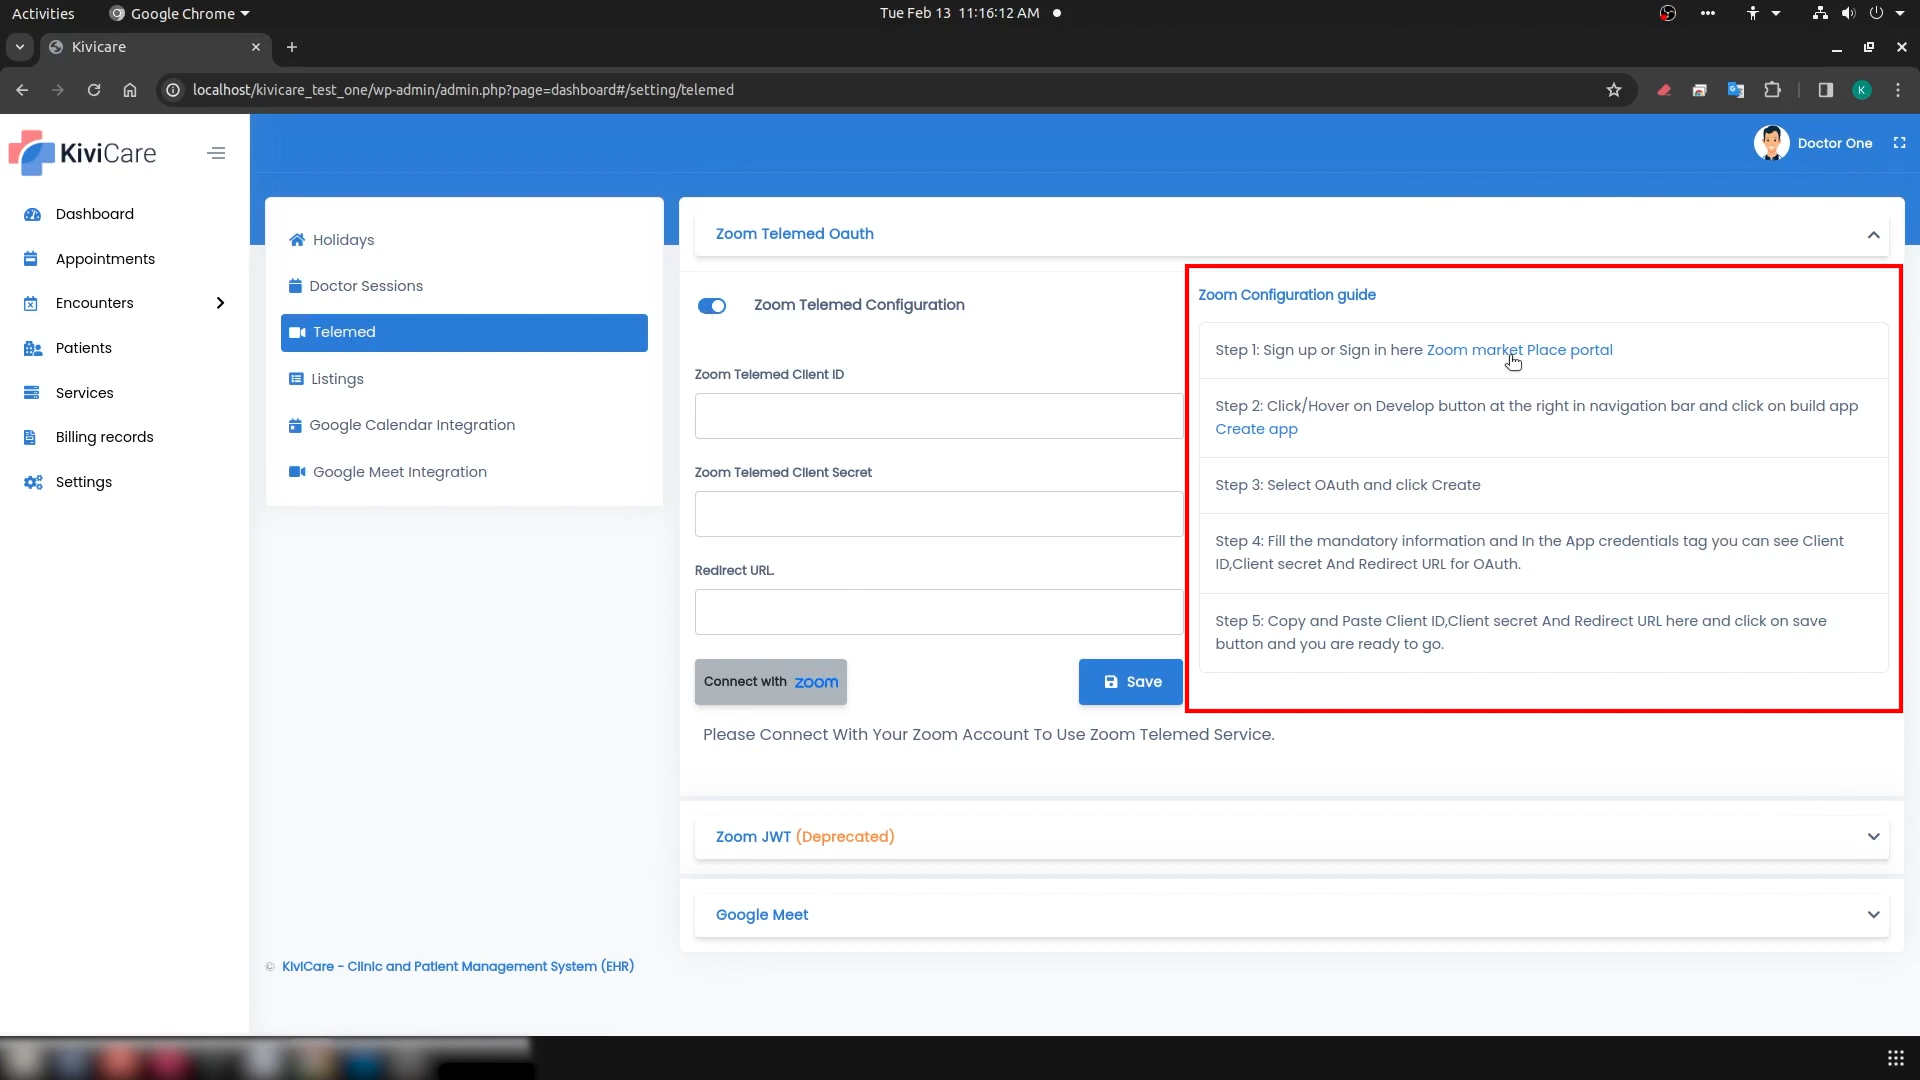 Activities
Google Chrome
Tue Feb 13 11:16:12 AM
Kivicare
localhost/kivicare_test_one/wp-admin/admin.php?page=dashboard#/setting/telemed
K
KiviCare
Doctor One
Dashboard
Appointments
Encounters
Patients
Services
Billing records
Settings
Holidays
Doctor Sessions
Telemed
Listings
Google Calendar Integration
Google Meet Integration
Zoom Telemed Oauth
Zoom Telemed Configuration
Zoom Telemed Client ID
Zoom Telemed Client Secret
Redirect URL.
Connect with zoom
Save
Please Connect With Your Zoom Account To Use Zoom Telemed Service.
Zoom Configuration guide
Step 1: Sign up or Sign in here Zoom market Place portal
Step 2: Click/Hover on Develop button at the right in navigation bar and click on build app
Create app
Step 3: Select OAuth and click Create
Step 4: Fill the mandatory information and In the App credentials tag you can see Client
ID,Client secret And Redirect URL for OAuth.
Step 5: Copy and Paste Client ID,Client secret And Redirect URL here and click on save
button and you are ready to go.
Zoom JWT (Deprecated)
Google Meet
© KiviCare - Clinic and Patient Management System (EHR)